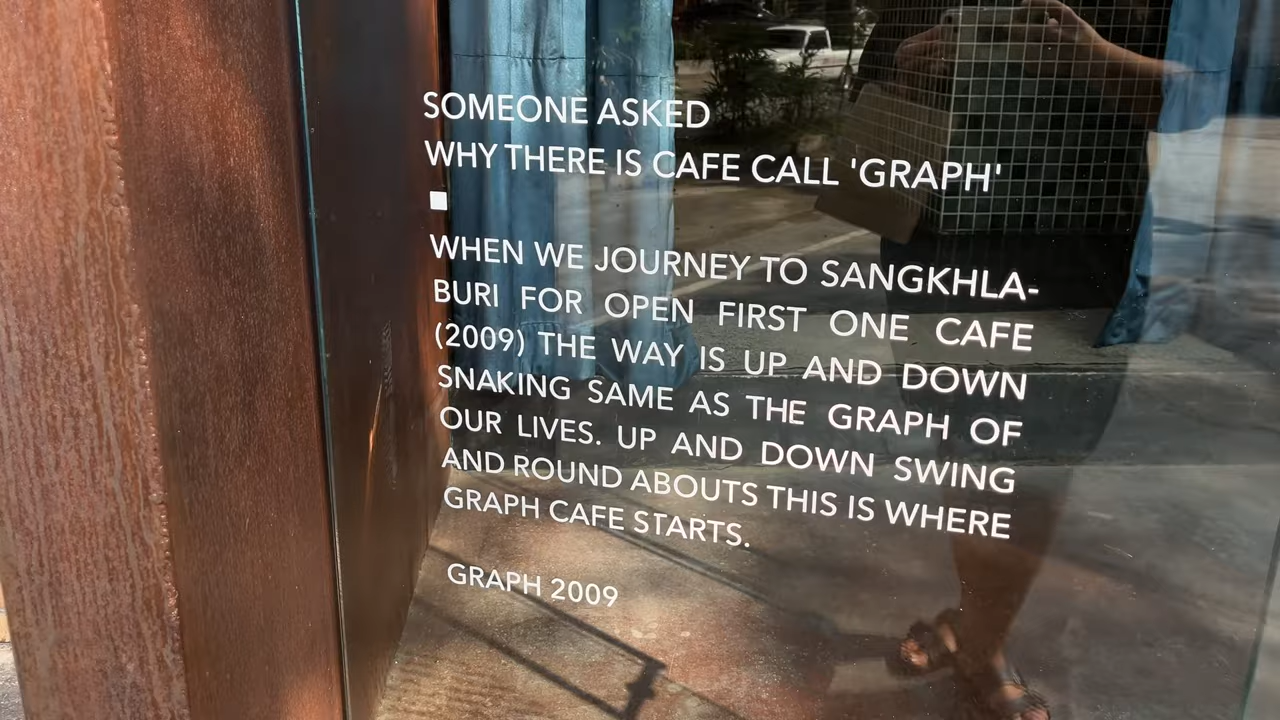 SOMEONE ASKED
WHY THERE IS CAFE CALL 'GRAPH'
WHEN WE JOURNEY TO SANGKHLA-
BURI FOR OPEN FIRST ONE CAFE
(2009) THE WAY IS UP AND DOWN
SNAKING SAME AS THE GRAPH OF
OUR LIVES. UP AND DOWN SWING
AND ROUND ABOUTS THIS IS WHERE
GRAPH CAFE STARTS.
GRAPH 2009